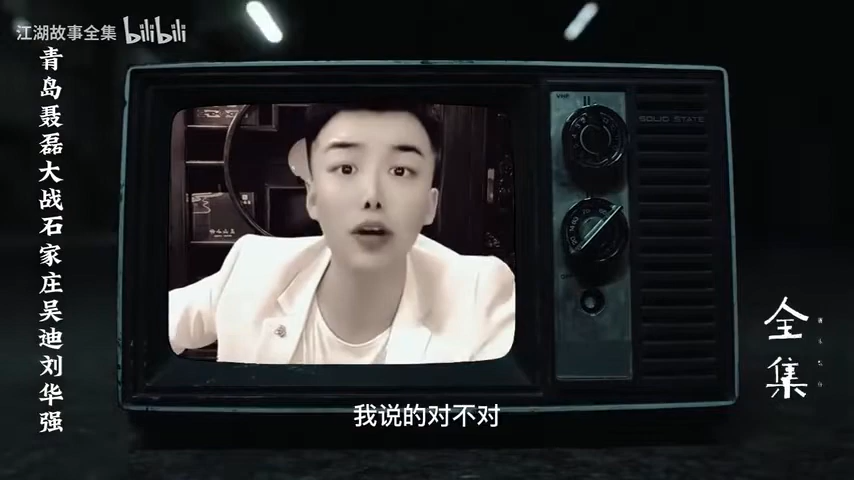 江湖故事全集 bilibili
青岛聂磊大战石家庄吴迪刘华强
VHF
SOLID STATE
全集
我说的对不对